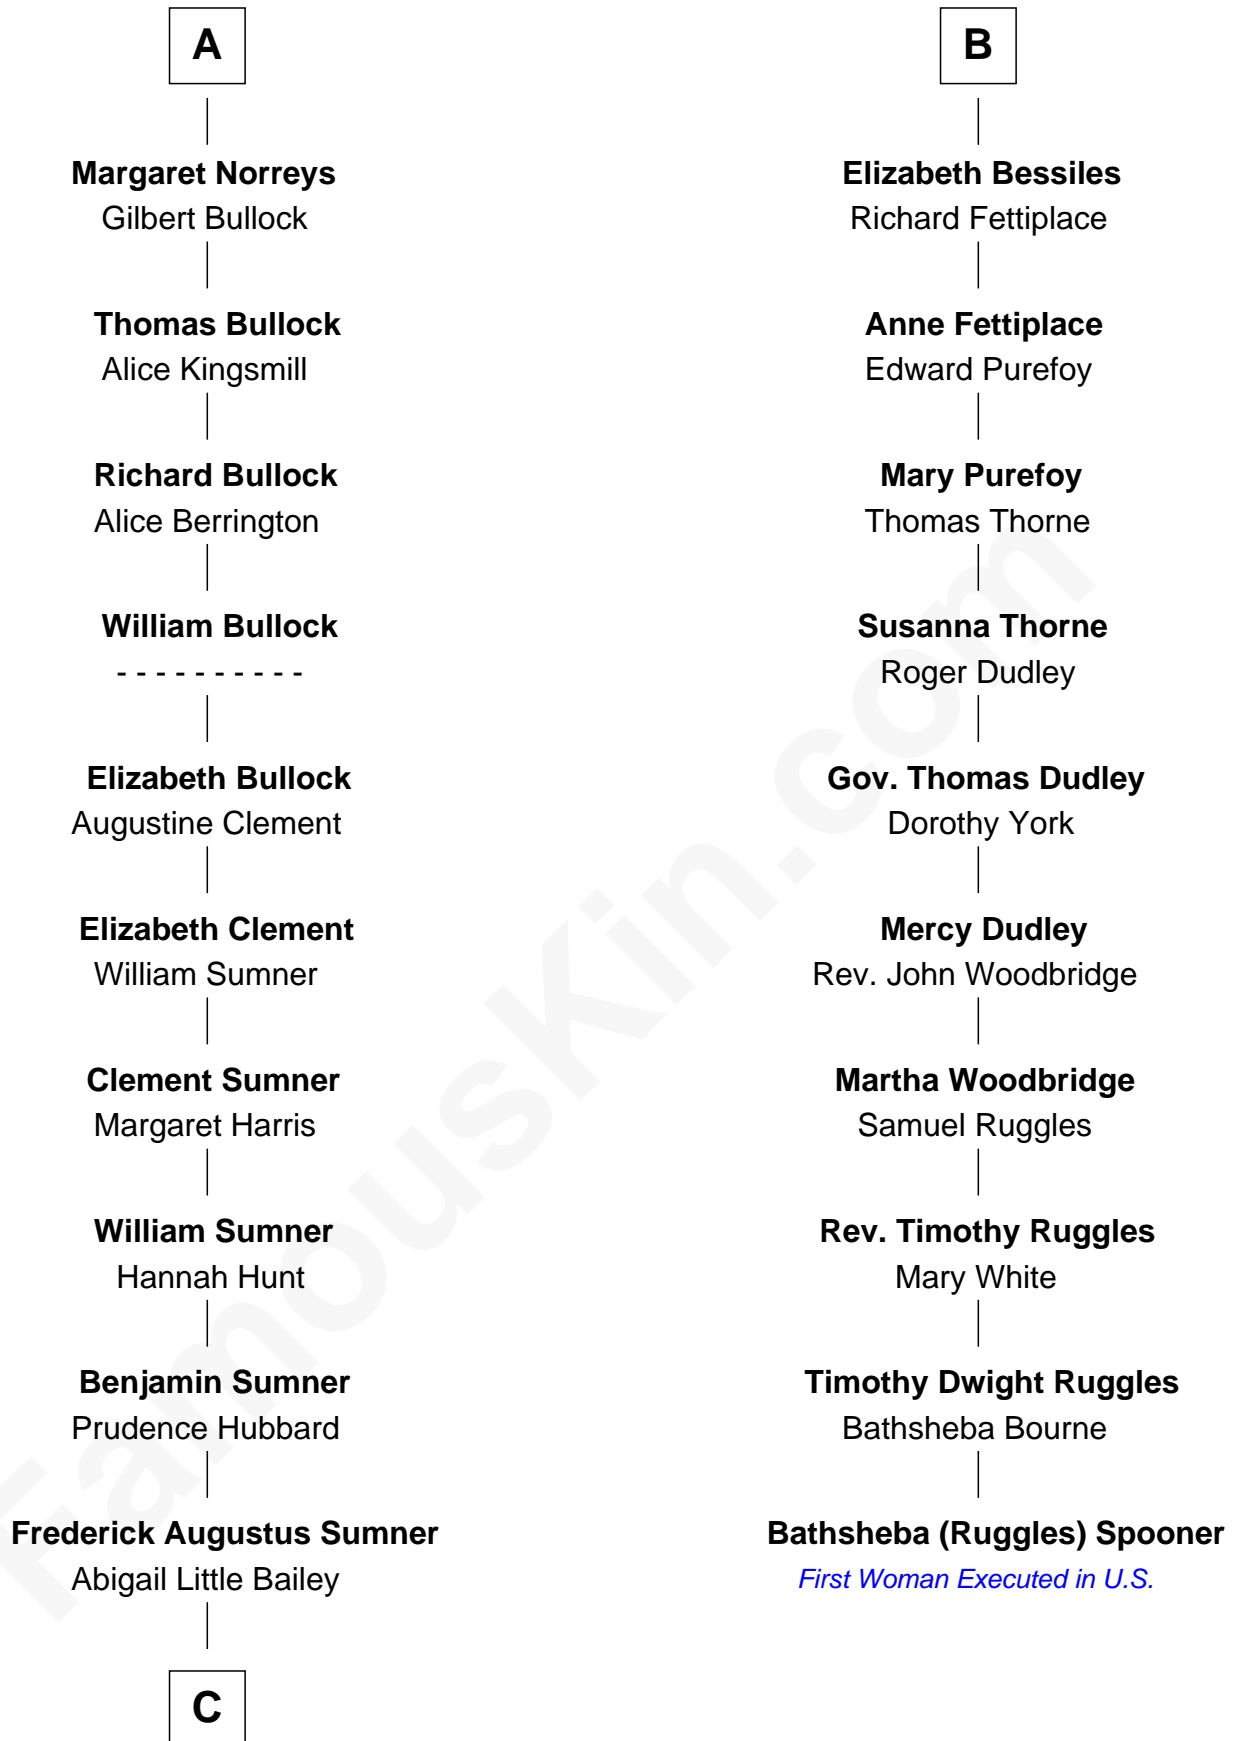 A
Margaret Norreys
Gilbert Bullock
Thomas Bullock
Alice Kingsmill
Richard Bullock
Alice Berrington
William Bullock
- - - - - - - - - -
Elizabeth Bullock
Augustine Clement
Elizabeth Clement
William Sumner
Clement Sumner
Margaret Harris
William Sumner
Hannah Hunt
Benjamin Sumner
Prudence Hubbard
Frederick Augustus Sumner
Abigail Little Bailey
C
B
Elizabeth Bessiles
Richard Fettiplace
Anne Fettiplace
Edward Purefoy
Mary Purefoy
Thomas Thorne
Susanna Thorne
Roger Dudley
Gov. Thomas Dudley
Dorothy York
Mercy Dudley
Rev. John Woodbridge
Martha Woodbridge
Samuel Ruggles
Rev. Timothy Ruggles
Mary White
Timothy Dwight Ruggles
Bathsheba Bourne
Bathsheba (Ruggles) Spooner
First Woman Executed in U.S.
FamousKin.com